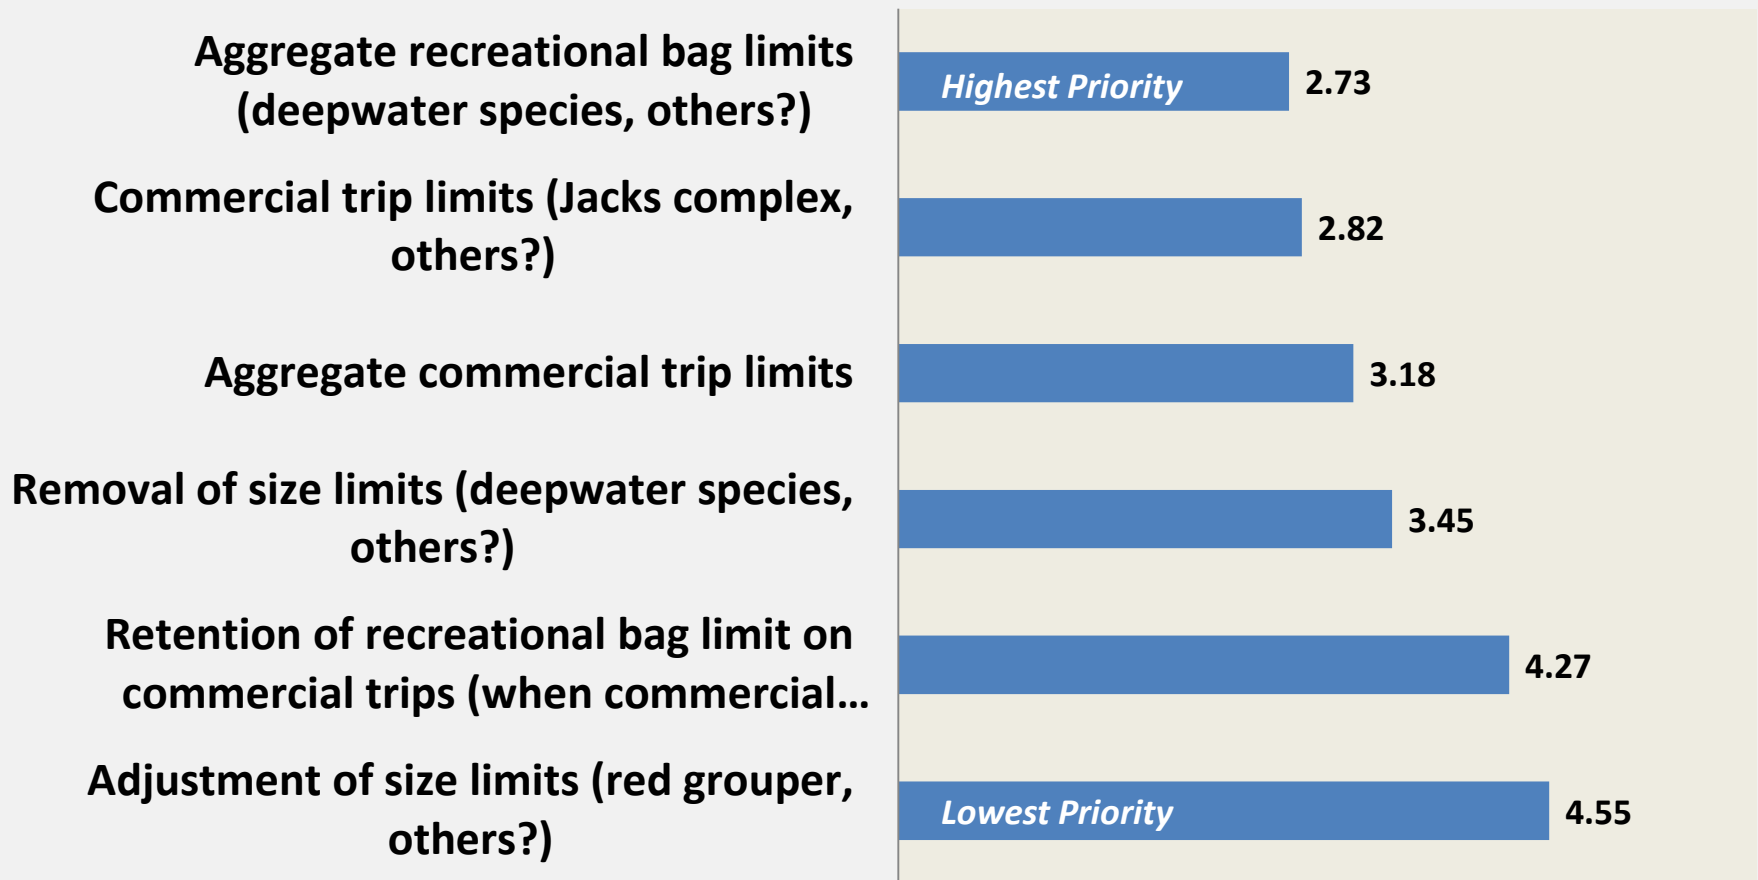 Aggregate recreational bag limits
(deepwater species, others?)
Highest Priority
2.73
Commercial trip limits (Jacks complex,
others?)
2.82
Aggregate commercial trip limits
3.18
Removal of size limits (deepwater species,
others?)
3.45
Retention of recreational bag limit on
commercial trips (when commercial...
4.27
Adjustment of size limits (red grouper,
others?)
Lowest Priority
4.55